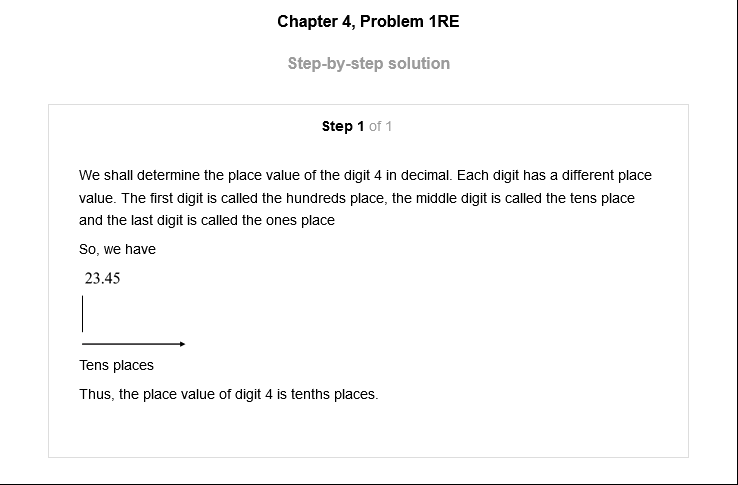 Chapter 4, Problem 1RE
Step-by-step solution
Step 1 of 1
We shall determine the place value of the digit 4 in decimal. Each digit has a different place
value. The first digit is called the hundreds place, the middle digit is called the tens place
and the last digit is called the ones place
So, we have
23.45
Tens places
Thus, the place value of digit 4 is tenths places.